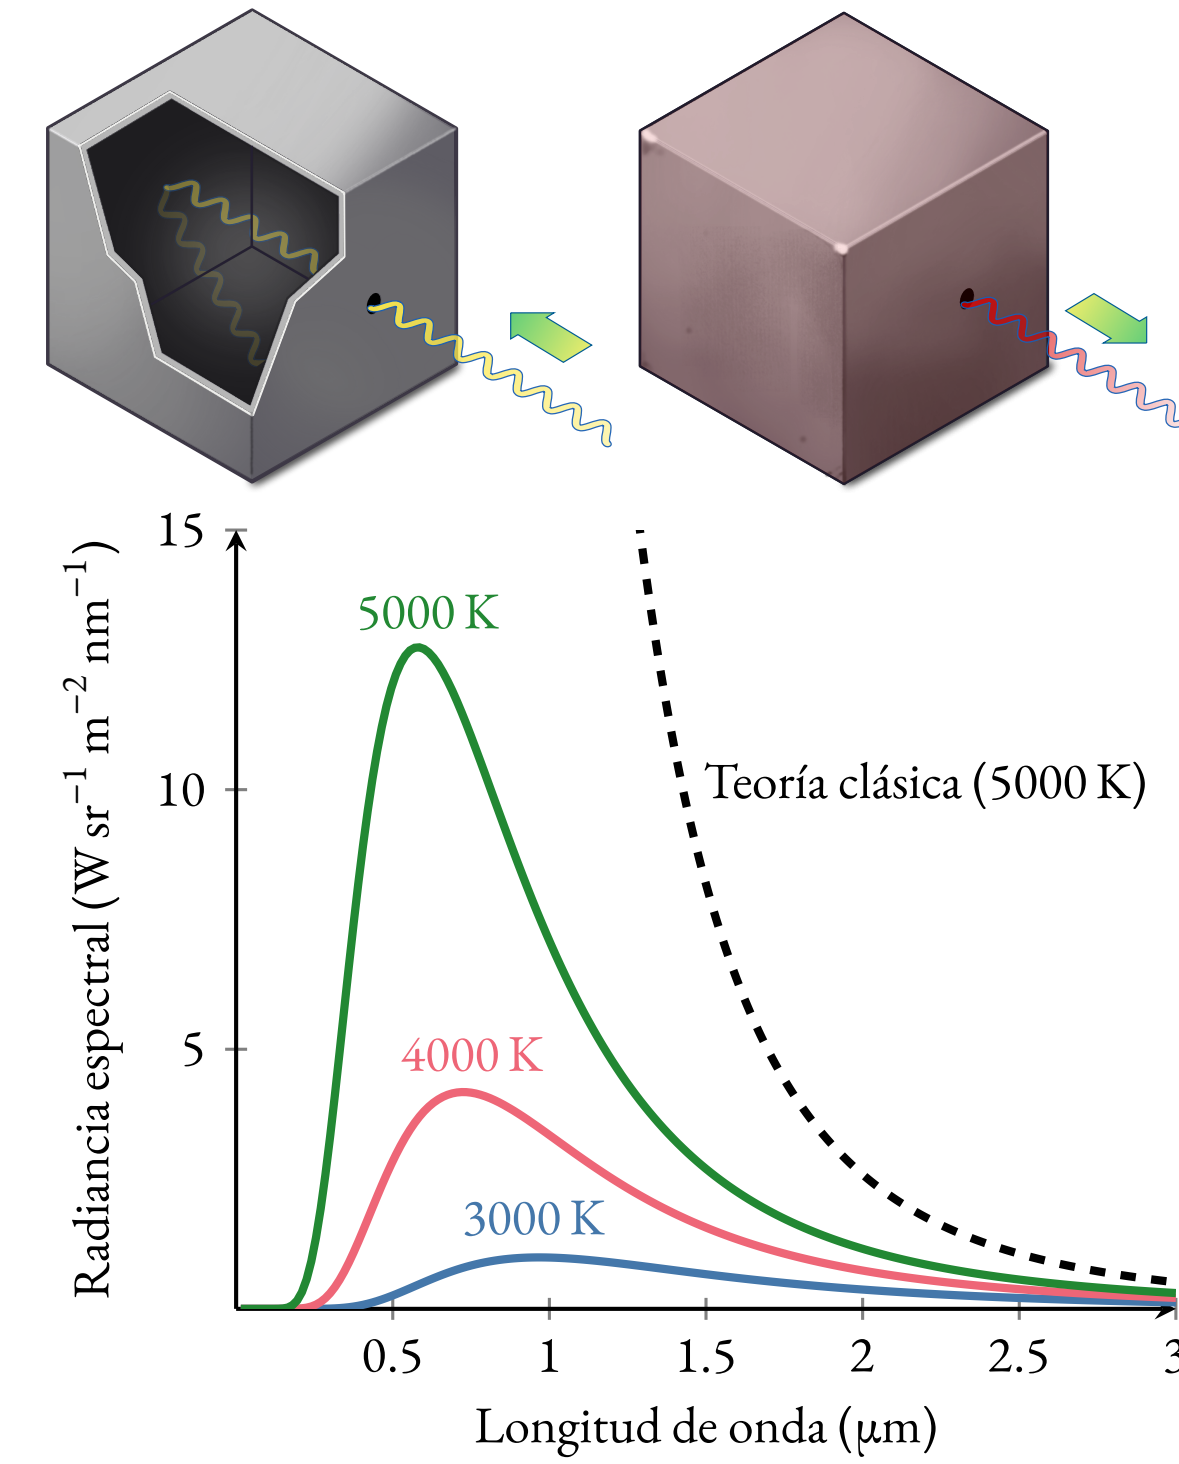 15
5000 K
10
Teoría clásica (5000 K)
5
4000 K
3000 K
Radiancia espectral (W sr⁻¹ m⁻² nm⁻¹)
0.5 1 1.5 2 2.5 3
Longitud de onda (μm)